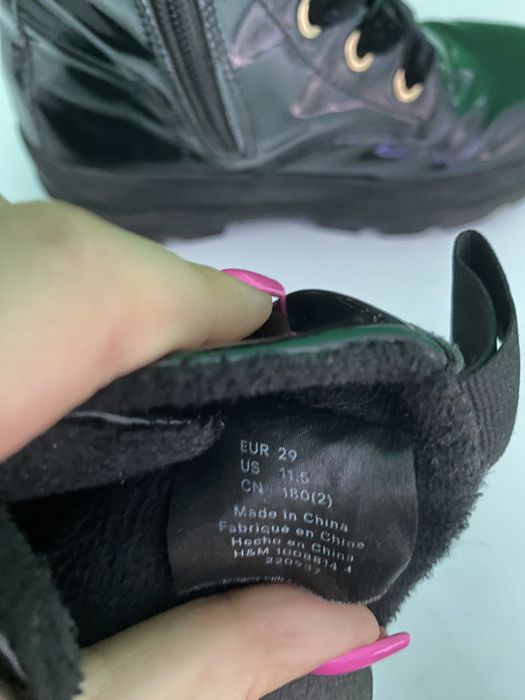 EUR 29
US 11.5
CN 180(2)
Made in China
Fabriqué en Chine
Hecho en China
H&M 1008814 4
220937